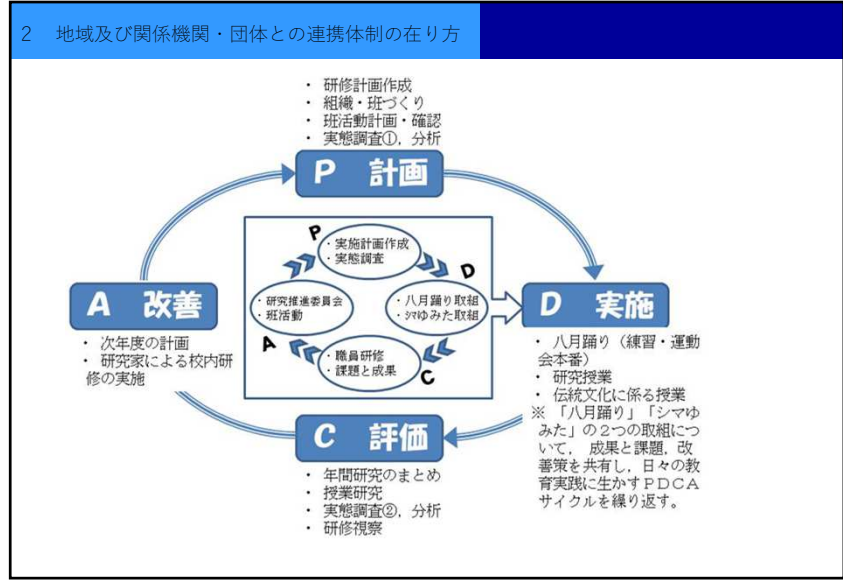 2　地域及び関係機関・団体との連携体制の在り方
・ 研修計画作成
・ 組織・班づくり
・ 班活動計画・確認
・ 実態調査①，分析
P　計画
P
・実施計画作成
・実態調査
D
・八月踊り取組
・ｼﾏゆみた取組
C
・職員研修
・課題と成果
A
・研究推進委員会
・班活動
D　実施
・ 八月踊り（練習・運動
会本番）
・ 研究授業
・ 伝統文化に係る授業
※ 「八月踊り」「シマゆ
みた」の２つの取組につ
いて， 成果と課題，改
善策を共有し，日々の教
育実践に生かすＰＤＣＡ
サイクルを繰り返す。
C　評価
・ 年間研究のまとめ
・ 授業研究
・ 実態調査②，分析
・ 研修視察
A　改善
・ 次年度の計画
・ 研究家による校内研
修の実施